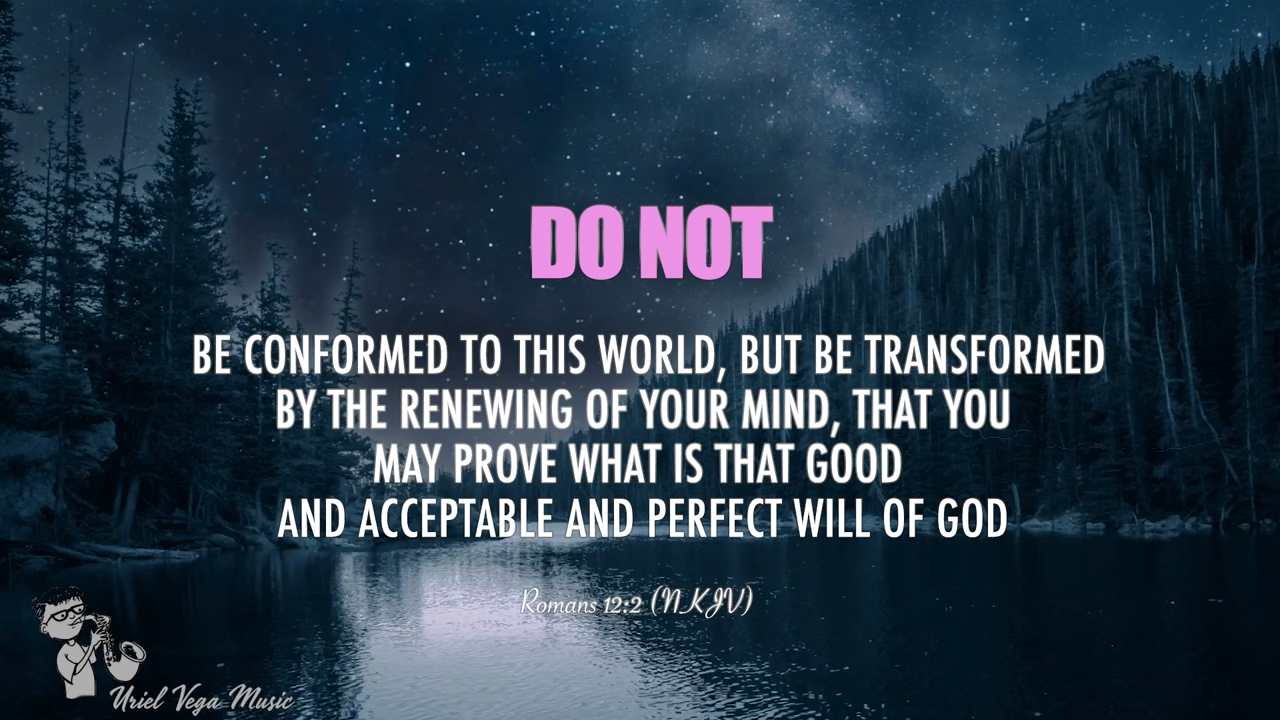 DO NOT
BE CONFORMED TO THIS WORLD, BUT BE TRANSFORMED
BY THE RENEWING OF YOUR MIND, THAT YOU
MAY PROVE WHAT IS THAT GOOD
AND ACCEPTABLE AND PERFECT WILL OF GOD
Romans 12:2 (NKJV)
Uriel Vega Music